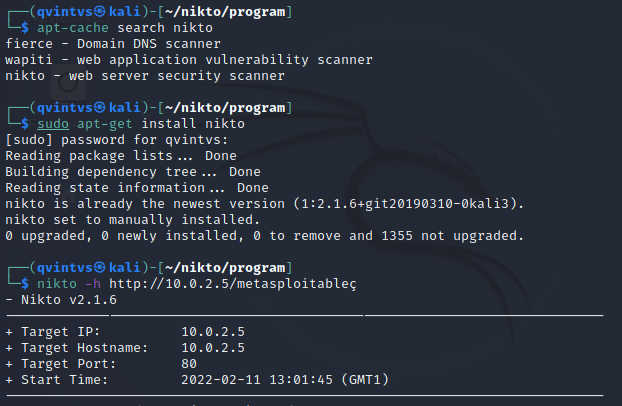 ┌──(qvintvs㉿kali)-[~/nikto/program]
└─$ apt-cache search nikto
fierce - Domain DNS scanner
wapiti - web application vulnerability scanner
nikto - web server security scanner
┌──(qvintvs㉿kali)-[~/nikto/program]
└─$ sudo apt-get install nikto
[sudo] password for qvintvs:
Reading package lists... Done
Building dependency tree... Done
Reading state information... Done
nikto is already the newest version (1:2.1.6+git20190310-0kali3).
nikto set to manually installed.
0 upgraded, 0 newly installed, 0 to remove and 1355 not upgraded.
┌──(qvintvs㉿kali)-[~/nikto/program]
└─$ nikto -h http://10.0.2.5/metasploitableç
- Nikto v2.1.6
+ Target IP: 10.0.2.5
+ Target Hostname: 10.0.2.5
+ Target Port: 80
+ Start Time: 2022-02-11 13:01:45 (GMT1)